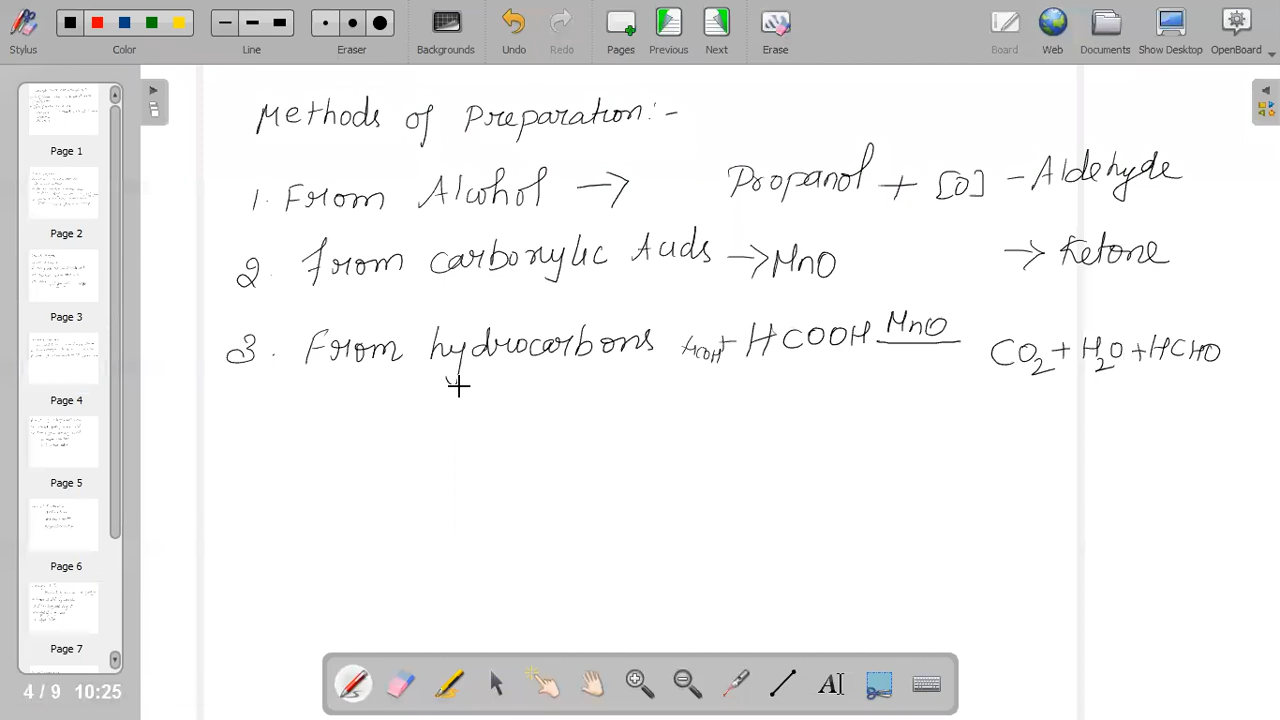 Stylus
Color
Line
Eraser
Backgrounds
Undo
Redo
Pages
Previous
Next
Erase
Board
Web
Documents
Show Desktop
OpenBoard
Page 1
Page 2
Page 3
Page 4
Page 5
Page 6
Page 7
4 / 9 10:25
Methods of Preparation:-
1. From Alcohol → Propanol + [O] - Aldehyde
→ Ketone
2. From carbonylic Acids → MnO
3. From hydrocarbons HCOOH MnO CO2 + H2O + HCHO
AI